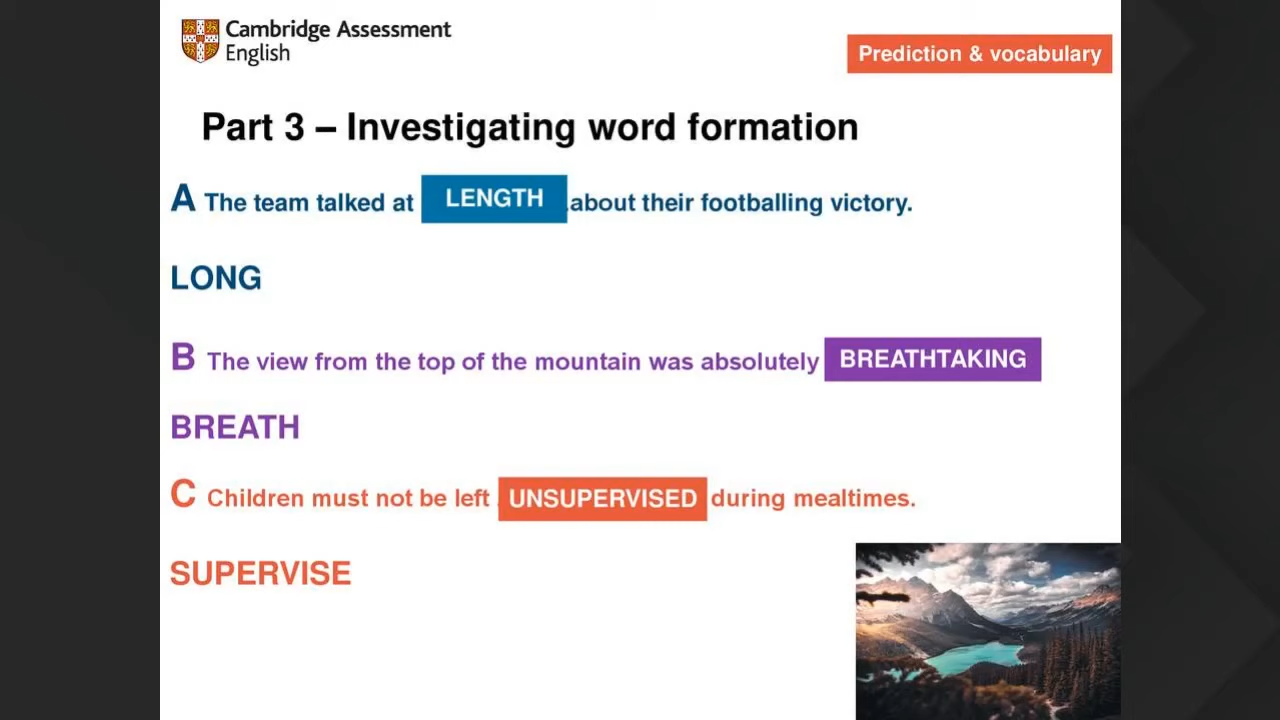 Cambridge Assessment
English
Prediction & vocabulary
Part 3 – Investigating word formation
A The team talked at LENGTH .about their footballing victory.
LONG
B The view from the top of the mountain was absolutely BREATHTAKING
BREATH
C Children must not be left UNSUPERVISED during mealtimes.
SUPERVISE